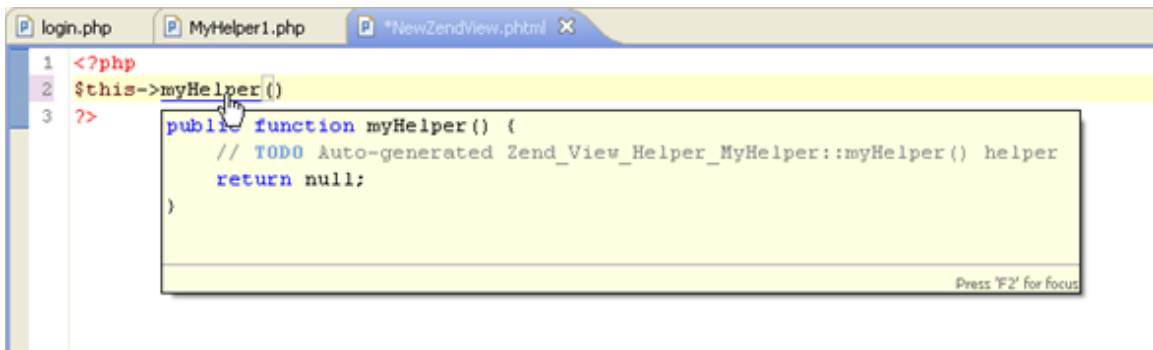 login.php MyHelper1.php *NewZendView.phtml
1 <?php
2 $this->myHelper()
3 ?>
public function myHelper() {
// TODO Auto-generated Zend_View_Helper_MyHelper::myHelper() helper
return null;
}
Press 'F2' for focus